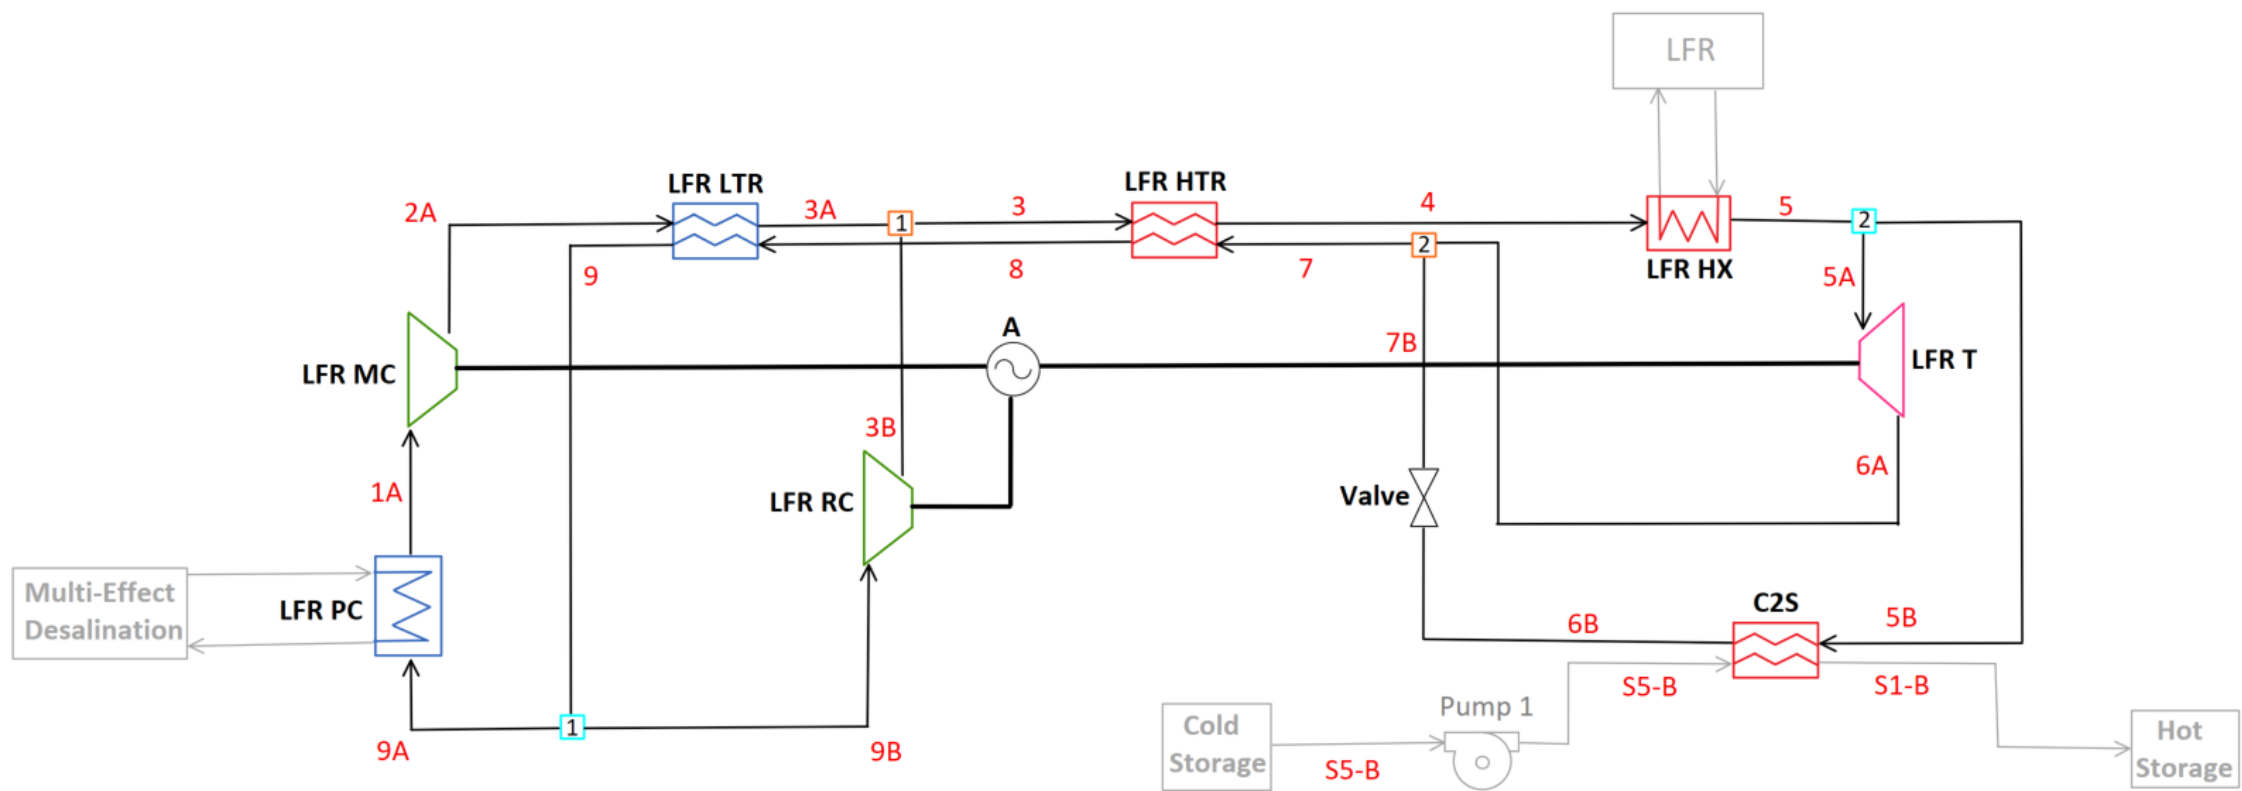 LFR
LFR LTR
LFR HTR
2A
3A
1
3
4
5
2
9
8
7
2
LFR HX
5A
A
7B
LFR MC
LFR T
3B
6A
1A
LFR RC
Valve
Multi-Effect
Desalination
LFR PC
C2S
6B
5B
S5-B
S1-B
Pump 1
Cold
Storage
1
9A
9B
S5-B
Hot
Storage